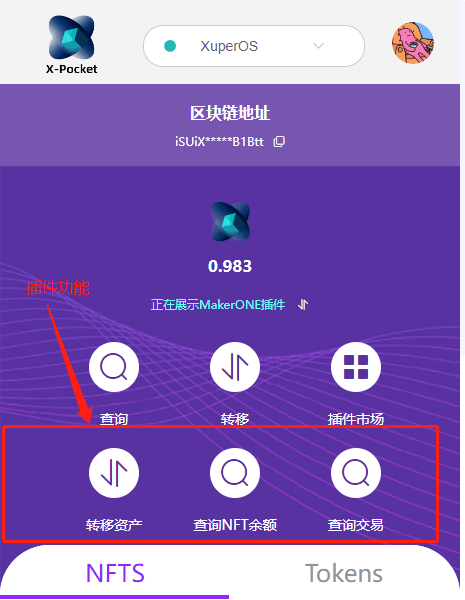 X-Pocket
XuperOS
区块链地址
iSUiX*****B1Btt
0.983
插件功能
正在展示MakerONE插件
查询
转移
插件市场
转移资产
查询NFT余额
查询交易
NFTS
Tokens